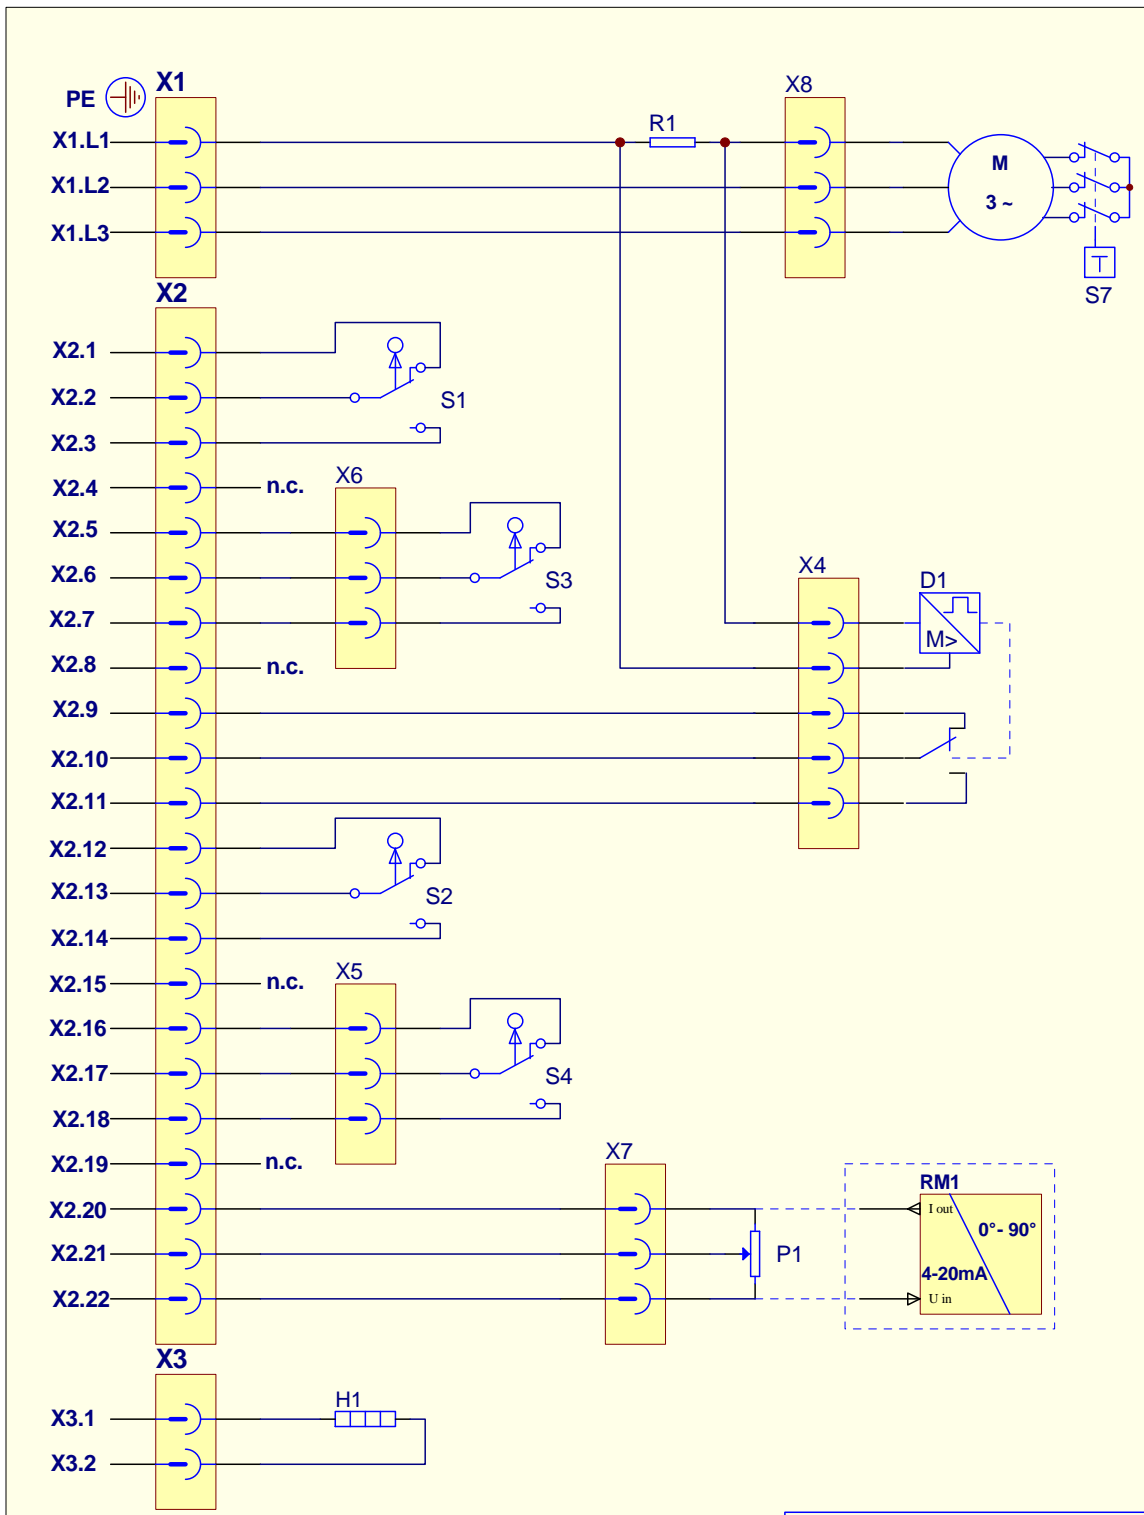 X1
X8
PE
R1
X1.L1
M
X1.L2
3 ~
X1.L3
S7
X2
X2.1
X2.2
S1
X2.3
X2.4
n.c.
X6
X2.5
X2.6
S3
X4
D1
X2.7
M>
X2.8
n.c.
X2.9
X2.10
X2.11
X2.12
X2.13
S2
X2.14
X2.15
n.c.
X5
X2.16
X2.17
S4
X2.18
X2.19
n.c.
X7
RM1
X2.20
I out
0°- 90°
X2.21
P1
4-20mA
X2.22
U in
X3
H1
X3.1
X3.2